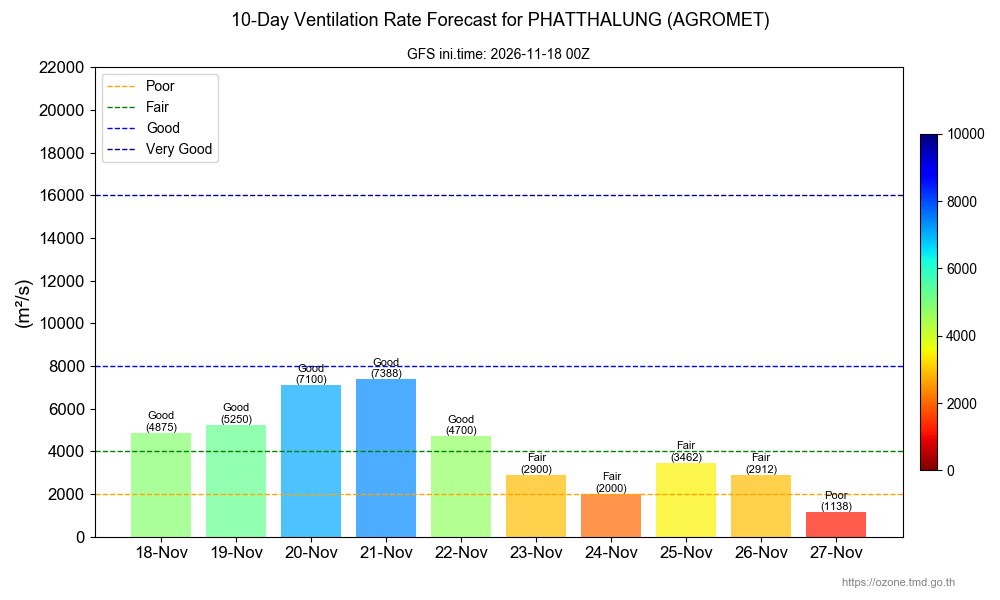 10-Day Ventilation Rate Forecast for PHATTHALUNG (AGROMET)
GFS ini.time: 2026-11-18 00Z
Poor
Fair
Good
Very Good
(m²/s)
22000
20000
18000
16000
14000
12000
10000
8000
6000
4000
2000
0
Good
(4875)
Good
(5250)
Good
(7100)
Good
(7388)
Good
(4700)
Fair
(2900)
Fair
(2000)
Fair
(3462)
Fair
(2912)
Poor
(1138)
18-Nov 19-Nov 20-Nov 21-Nov 22-Nov 23-Nov 24-Nov 25-Nov 26-Nov 27-Nov
10000
8000
6000
4000
2000
0
https://ozone.tmd.go.th